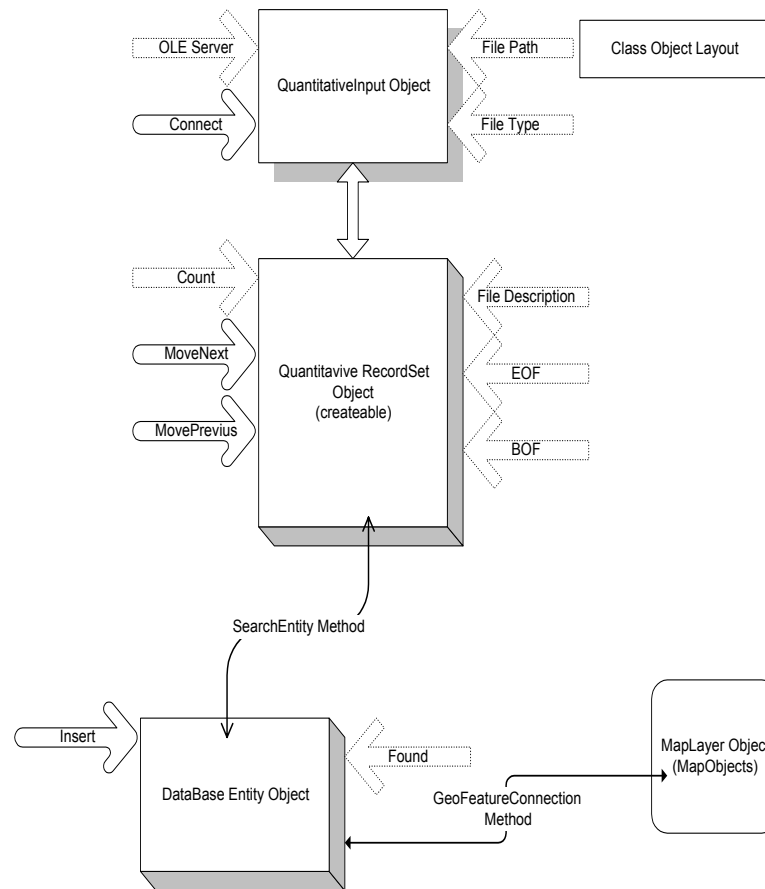 OLE Server
File Path
Class Object Layout
QuantitativeInput Object
Connect
File Type
Count
File Description
MoveNext
Quantitavive RecordSet
Object
(createable)
EOF
MovePrevius
BOF
SearchEntity Method
Insert
Found
MapLayer Object
(MapObjects)
DataBase Entity Object
GeoFeatureConnection
Method